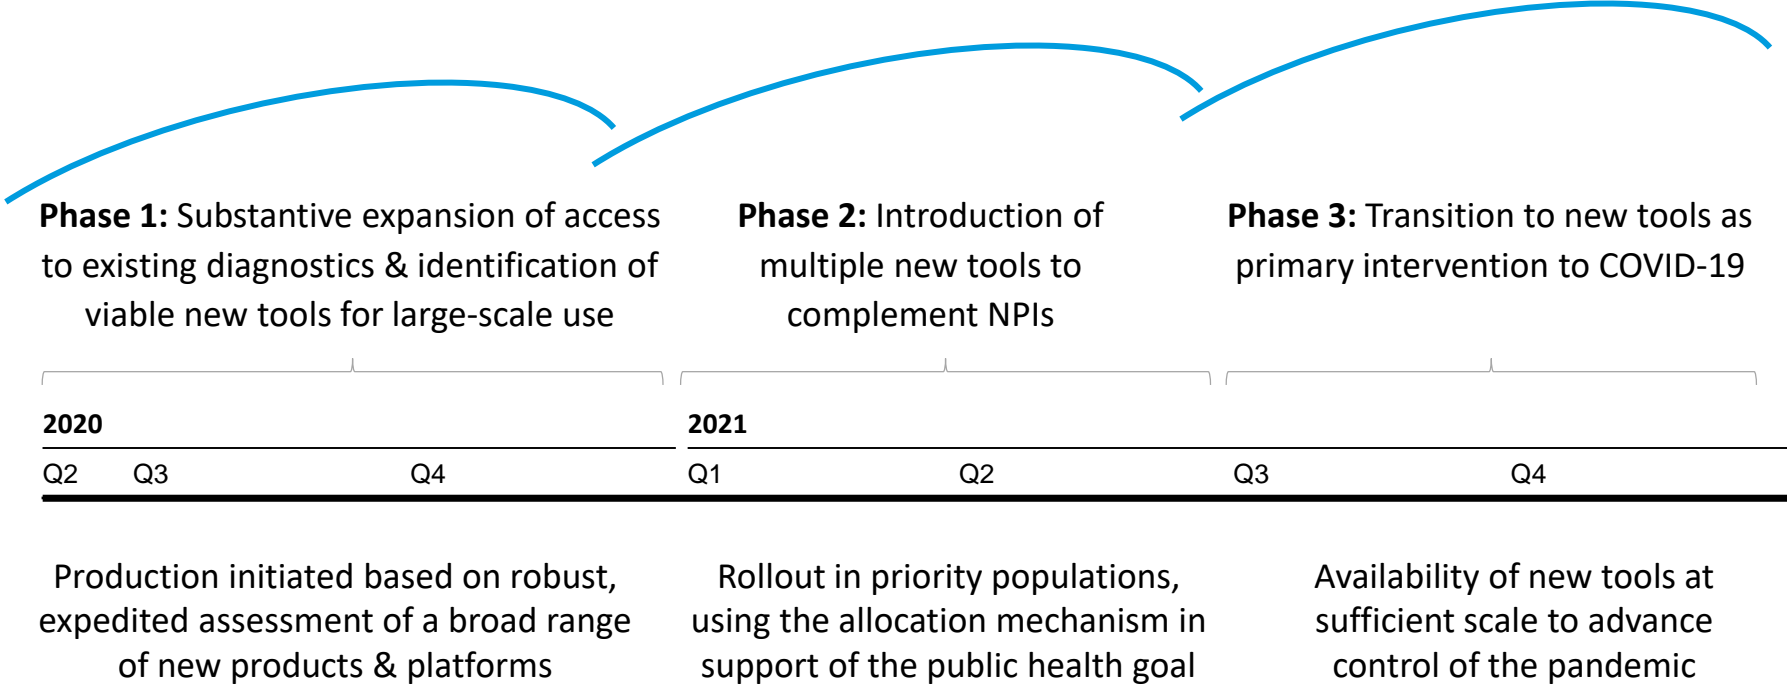 Phase 1: Substantive expansion of access
to existing diagnostics & identification of
viable new tools for large-scale use
Phase 2: Introduction of
multiple new tools to
complement NPIs
Phase 3: Transition to new tools as
primary intervention to COVID-19
2020
2021
Q2 Q3 Q4 Q1 Q2 Q3 Q4
Production initiated based on robust,
expedited assessment of a broad range
of new products & platforms
Rollout in priority populations,
using the allocation mechanism in
support of the public health goal
Availability of new tools at
sufficient scale to advance
control of the pandemic